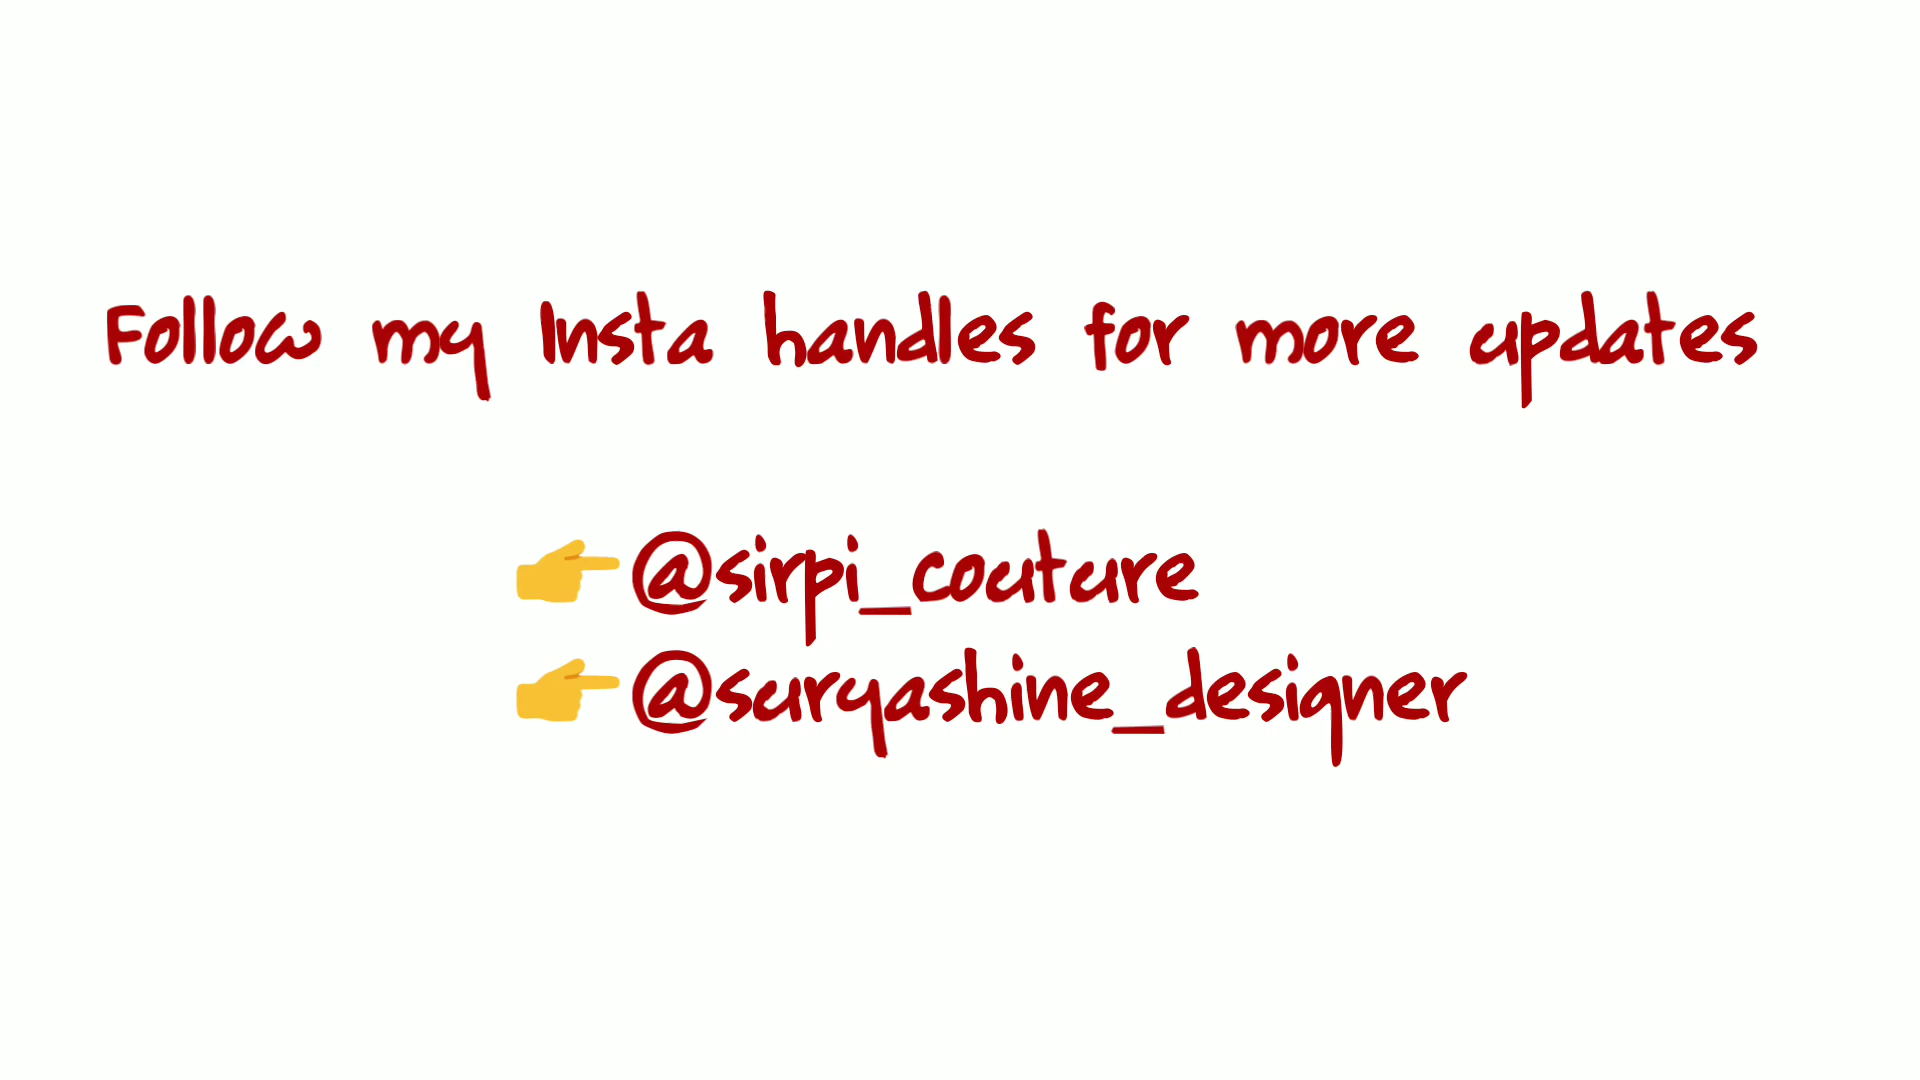 Follow my Insta handles for more updates
👉@sirpi_couture
👉@suryashine_designer